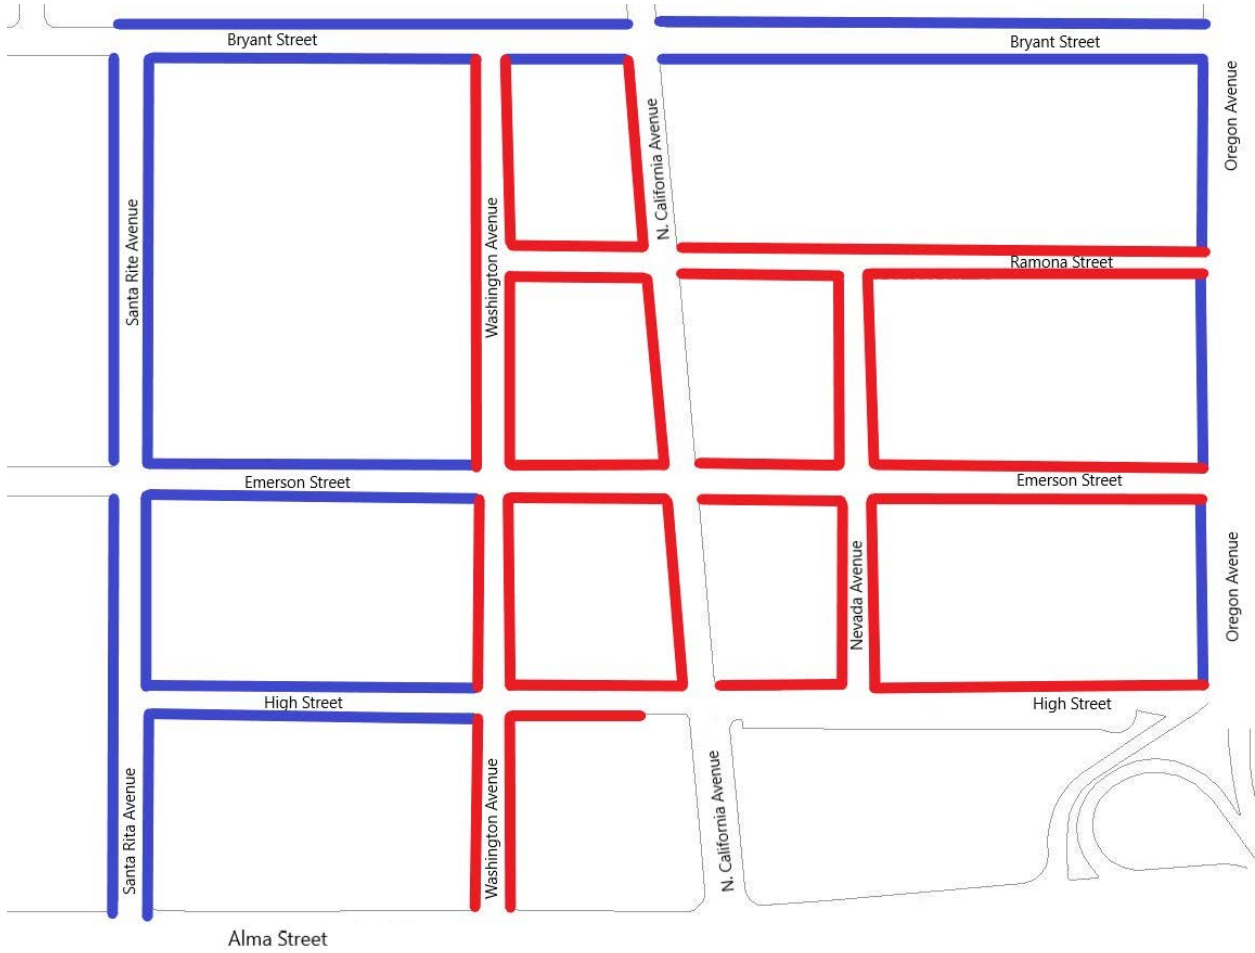 Bryant Street
Bryant Street
Oregon Avenue
N. California Avenue
Santa Rite Avenue
Washington Avenue
Ramona Street
Emerson Street
Emerson Street
Nevada Avenue
Oregon Avenue
High Street
High Street
Santa Rita Avenue
Washington Avenue
N. California Avenue
Alma Street